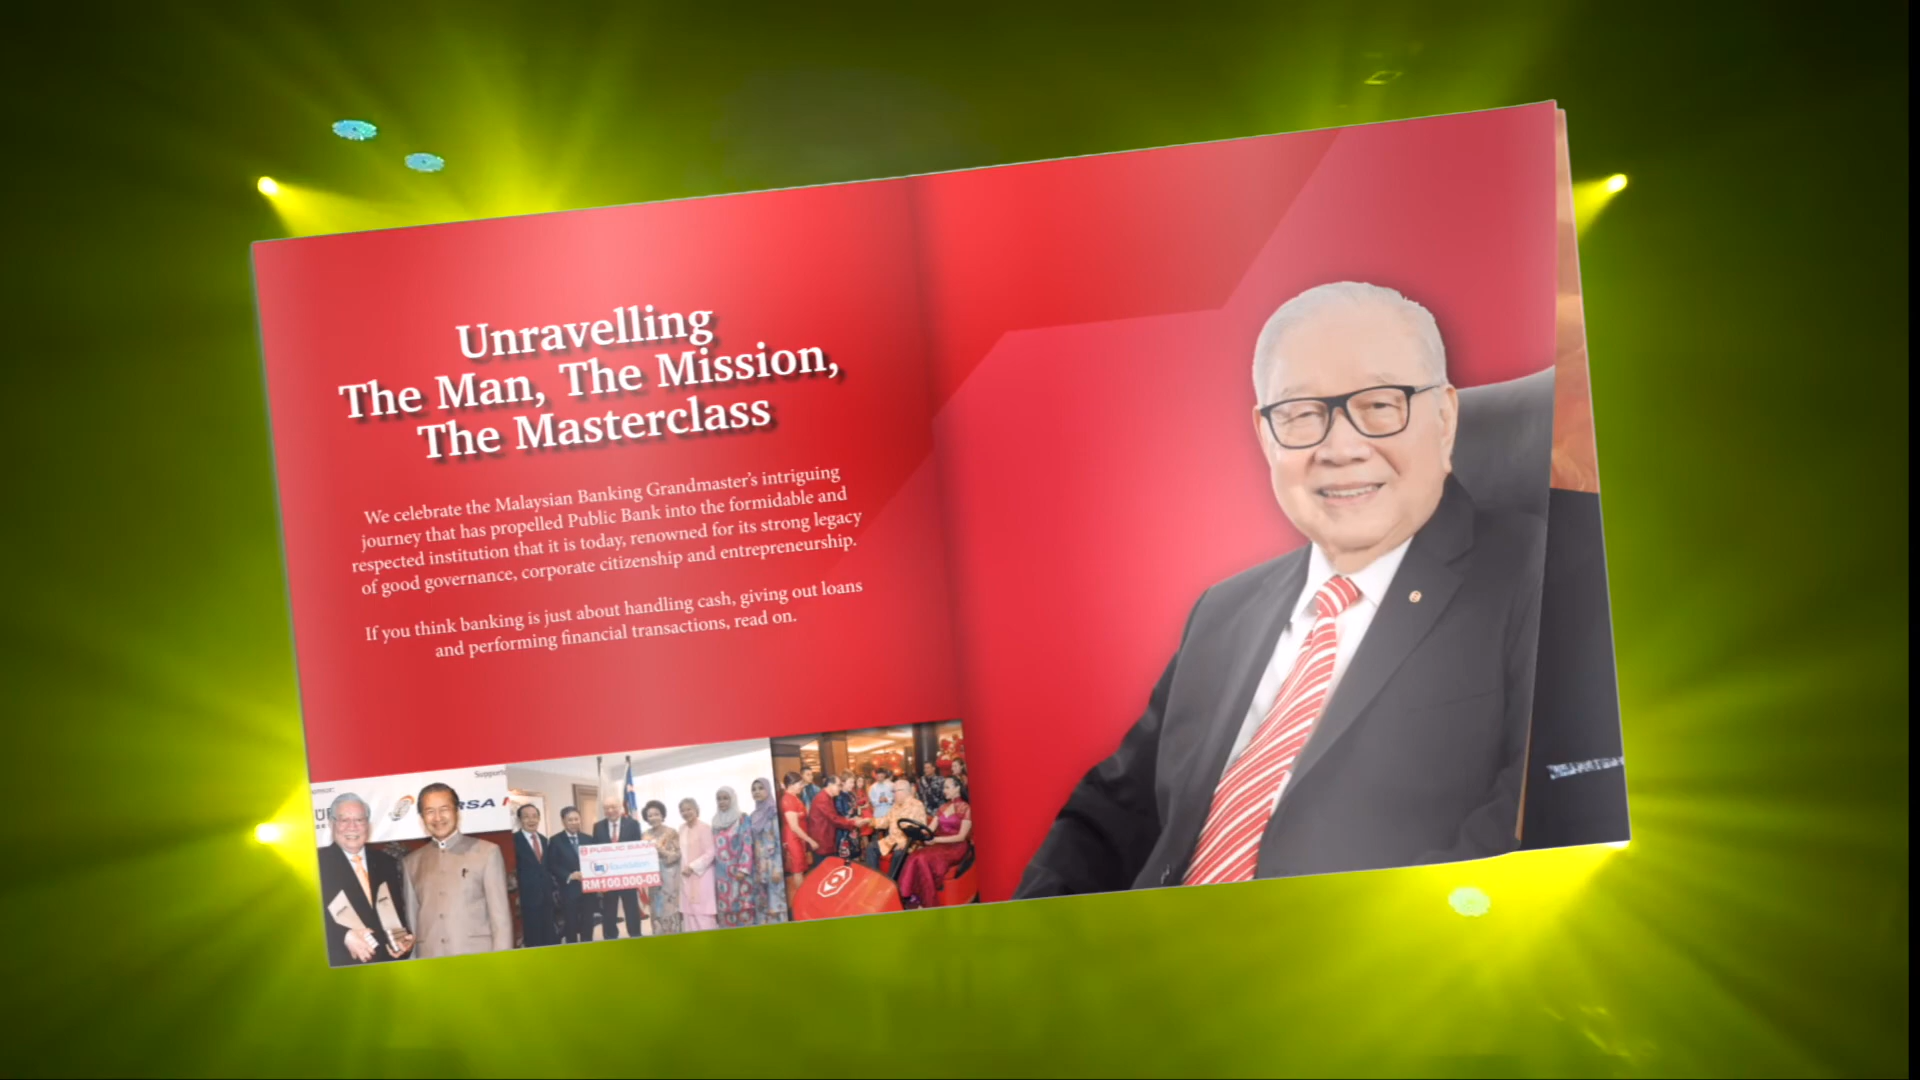 Unravelling
The Man, The Mission,
The Masterclass
We celebrate the Malaysian Banking Grandmaster's intriguing
journey that has propelled Public Bank into the formidable and
respected institution that it is today, renowned for its strong legacy
of good governance, corporate citizenship and entrepreneurship.
If you think banking is just about handling cash, giving out loans
and performing financial transactions, read on.
PUBLIC BANK
Foundation
RM100,000-00